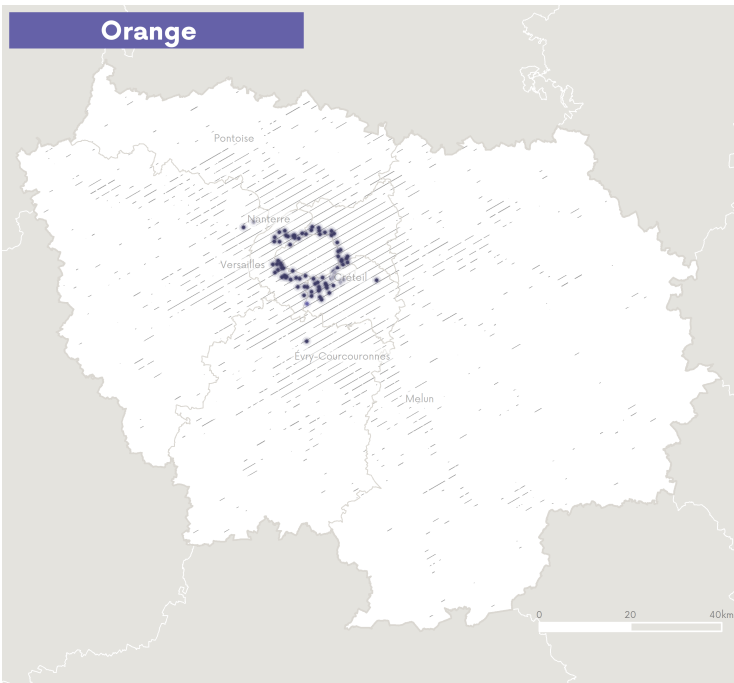 Orange
Pontoise
Nanterre
Versailles
Créteil
Évry-Courcouronnes
Melun
0 20 40km